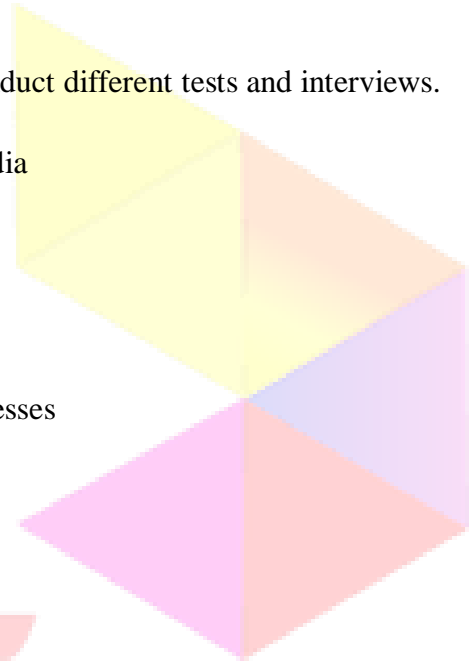 duct different tests and interviews.
dia
esses